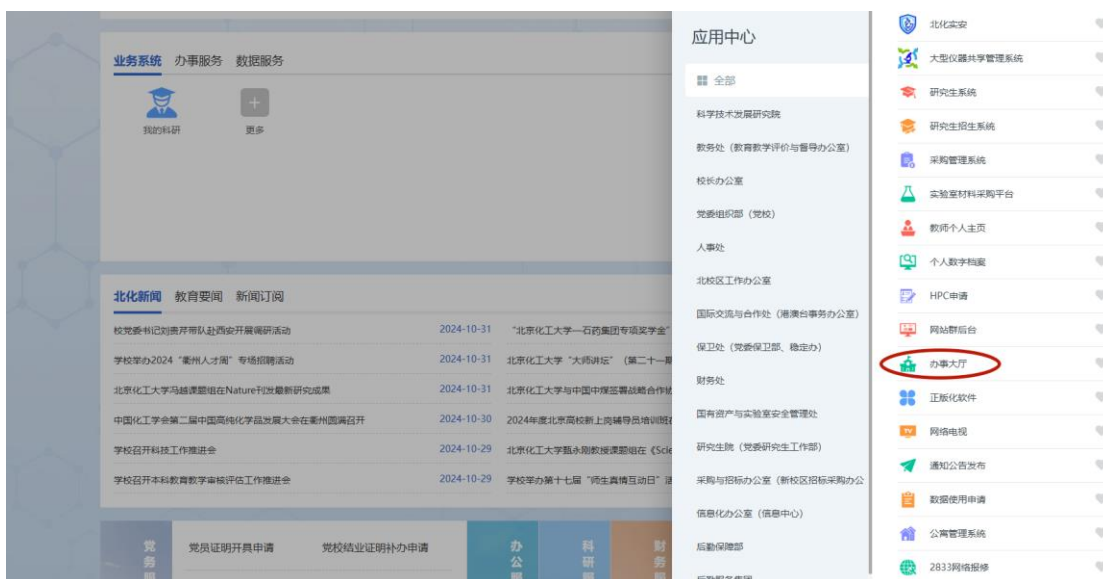 业务系统 办事服务 数据服务
我的科研
更多
北化新闻 教育要闻 新闻订阅
校党委书记刘贵芹带队赴西安开展调研活动 2024-10-31
学校举办2024“衢州人才周”专场招聘活动 2024-10-31
北京化工大学冯越课题组在Nature刊发最新研究成果 2024-10-31
中国化工学会第二届中国高纯化学品发展大会在衢州圆满召开 2024-10-30
学校召开科技工作推进会 2024-10-29
学校召开本科教育教学审核评估工作推进会 2024-10-29
“北京化工大学—石药集团专项奖学金”
北京化工大学“大师讲坛”（第二十一期
北京化工大学与中国中煤签署战略合作协
2024年度北京高校新上岗辅导员培训班在
北京化工大学甄永刚教授课题组在《Scie
学校举办第十七届“师生真情互动日”活
党务
党员证明开具申请
党校结业证明补办申请
办公
科研
财务
应用中心
全部
科学技术发展研究院
教务处（教育教学评价与督导办公室）
校长办公室
党委组织部（党校）
人事处
北校区工作办公室
国际交流与合作处（港澳台事务办公室）
保卫处（党委保卫部、稳定办）
财务处
国有资产与实验室安全管理处
研究生院（党委研究生工作部）
采购与招标办公室（新校区招标采购办公
信息化办公室（信息中心）
后勤保障部
后勤服务集团
北化实安
大型仪器共享管理系统
研究生系统
研究生招生系统
采购管理系统
实验室材料采购平台
教师个人主页
个人数字档案
HPC申请
网站群后台
办事大厅
正版化软件
TV
网络电视
通知公告发布
数据使用申请
公寓管理系统
2833网络报修